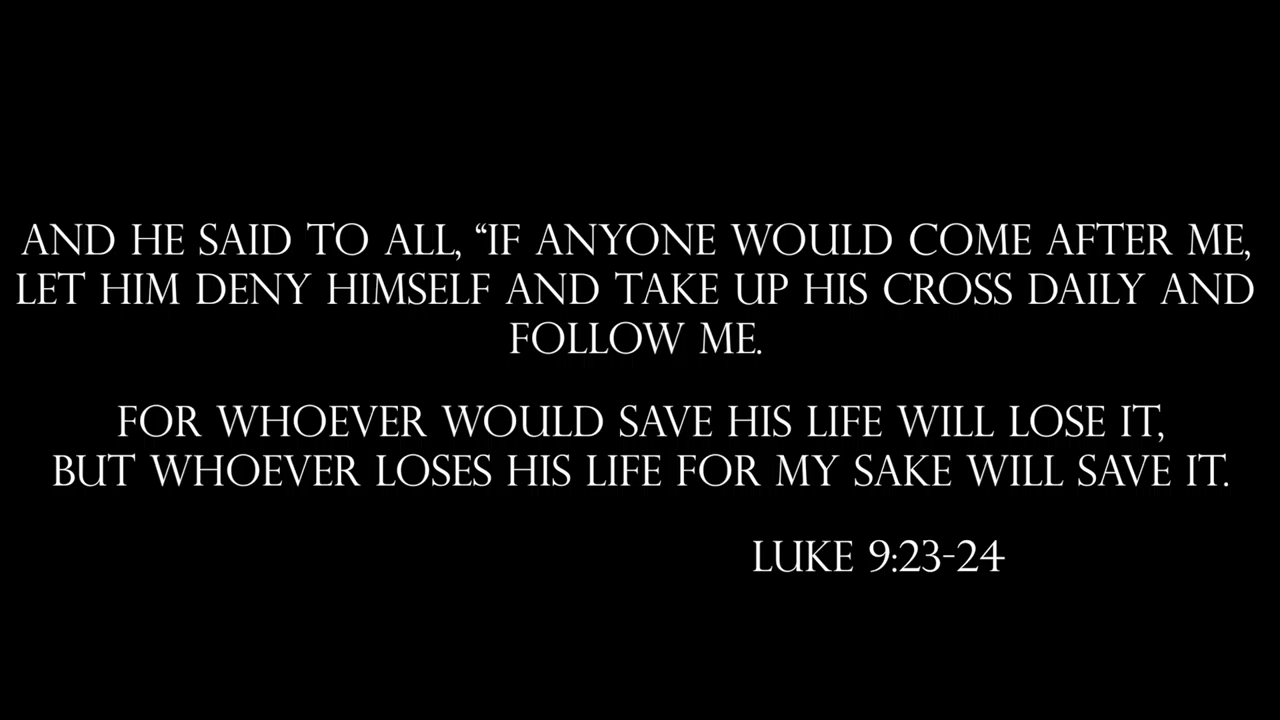 AND HE SAID TO ALL, “IF ANYONE WOULD COME AFTER ME,
LET HIM DENY HIMSELF AND TAKE UP HIS CROSS DAILY AND
FOLLOW ME.
FOR WHOEVER WOULD SAVE HIS LIFE WILL LOSE IT,
BUT WHOEVER LOSES HIS LIFE FOR MY SAKE WILL SAVE IT.
LUKE 9:23-24